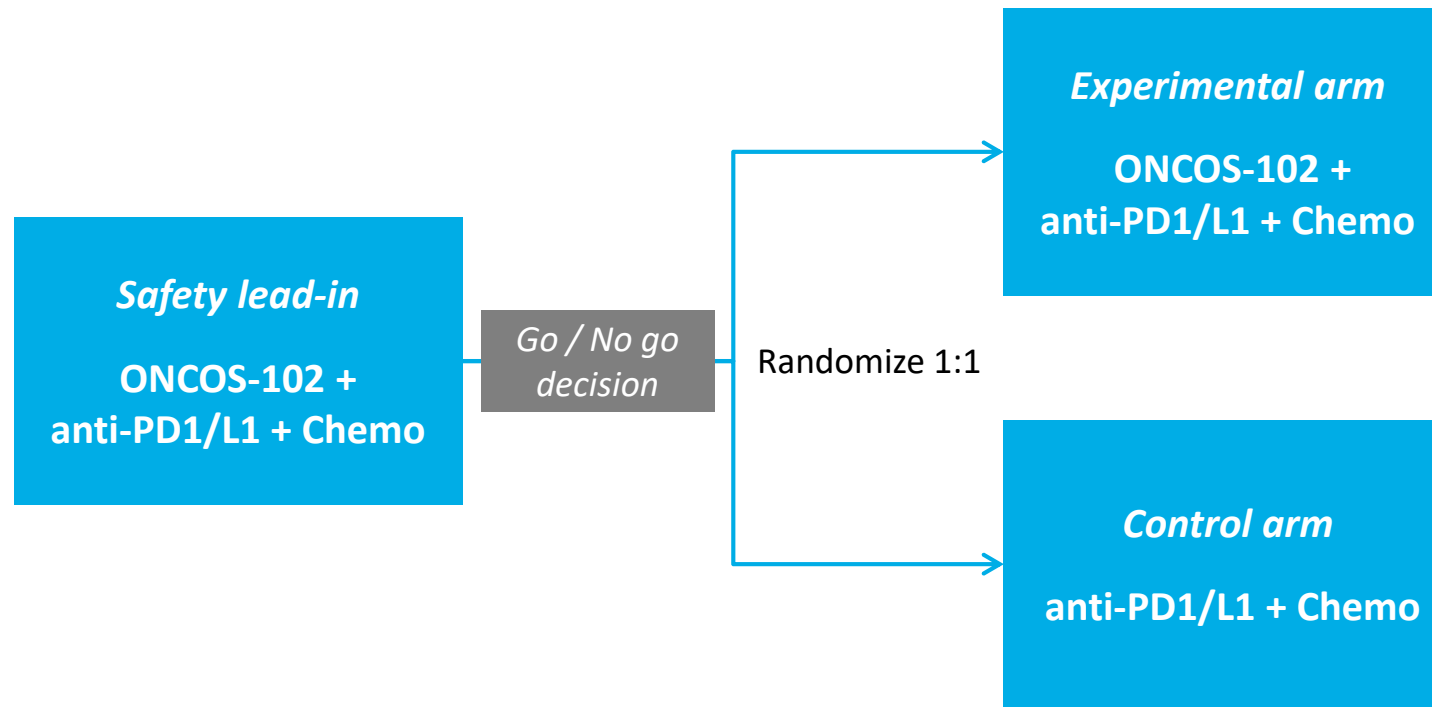 Safety lead-in
ONCOS-102 +
anti-PD1/L1 + Chemo
Go / No go
decision
Randomize 1:1
Experimental arm
ONCOS-102 +
anti-PD1/L1 + Chemo
Control arm
anti-PD1/L1 + Chemo